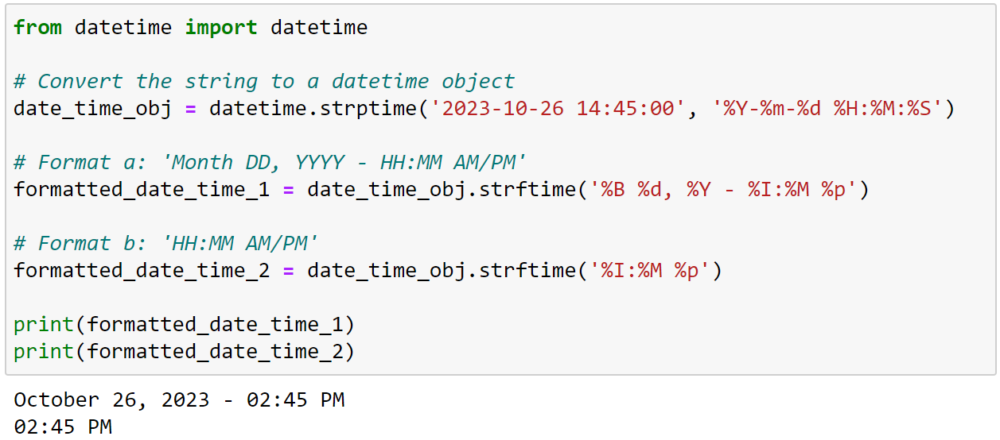 from datetime import datetime
# Convert the string to a datetime object
date_time_obj = datetime.strptime('2023-10-26 14:45:00', '%Y-%m-%d %H:%M:%S')
# Format a: 'Month DD, YYYY - HH:MM AM/PM'
formatted_date_time_1 = date_time_obj.strftime('%B %d, %Y - %I:%M %p')
# Format b: 'HH:MM AM/PM'
formatted_date_time_2 = date_time_obj.strftime('%I:%M %p')
print(formatted_date_time_1)
print(formatted_date_time_2)
October 26, 2023 - 02:45 PM
02:45 PM